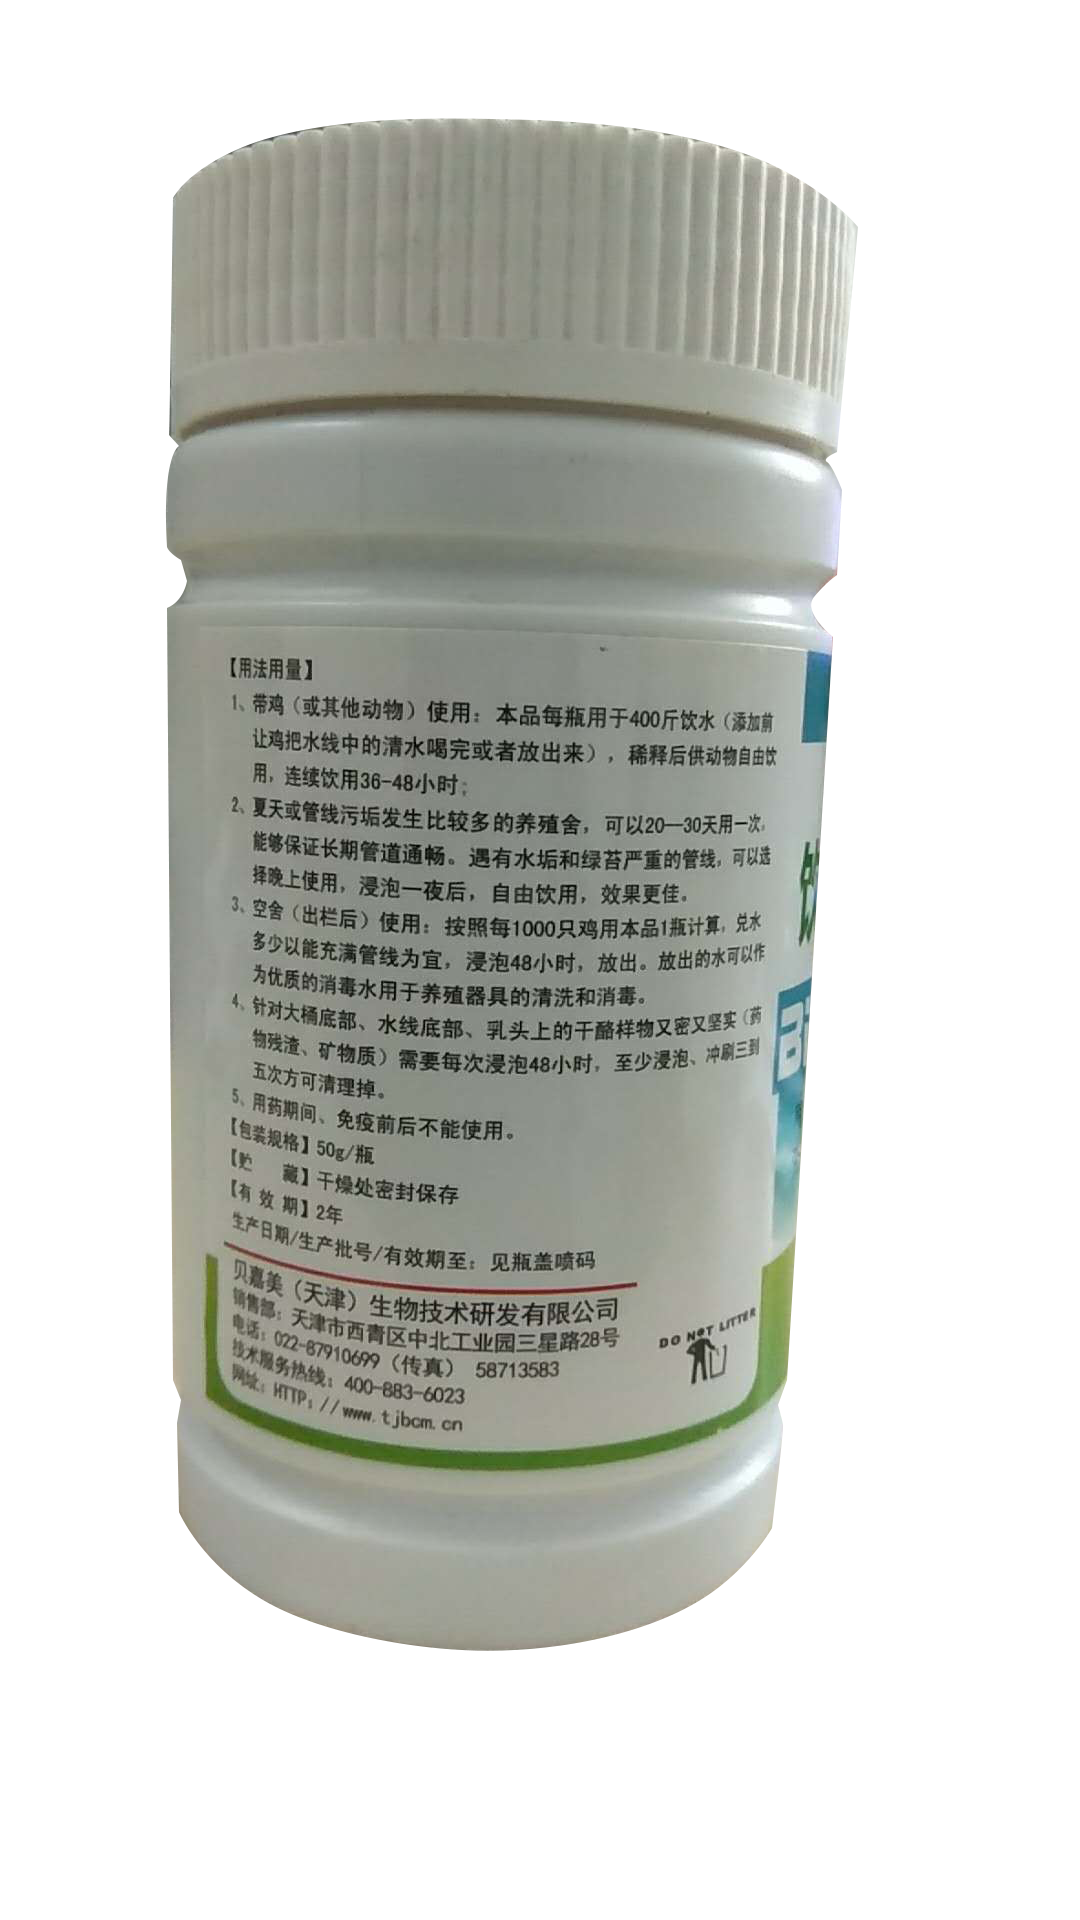 【用法用量】
1、带鸡（或其他动物）使用：本品每瓶用于400斤饮水（添加前
让鸡把水线中的清水喝完或者放出来），稀释后供动物自由饮
用，连续饮用36-48小时；
2、夏天或管线污垢发生比较多的养殖舍，可以20—30天用一次，
能够保证长期管道通畅。遇有水垢和绿苔严重的管线，可以选
择晚上使用，浸泡一夜后，自由饮用，效果更佳。
3、空舍（出栏后）使用：按照每1000只鸡用本品1瓶计算，兑水
多少以能充满管线为宜，浸泡48小时，放出。放出的水可以作
为优质的消毒水用于养殖器具的清洗和消毒。
4、针对大桶底部、水线底部、乳头上的干酪样物又密又坚实（药
物残渣、矿物质）需要每次浸泡48小时，至少浸泡、冲刷三到
五次方可清理掉。
5、用药期间、免疫前后不能使用。
【包装规格】50g/瓶
【贮 藏】干燥处密封保存
【有 效 期】2年
生产日期/生产批号/有效期至：见瓶盖喷码
贝嘉美（天津）生物技术研发有限公司
销售部：天津市西青区中北工业园三星路28号
电话：022-87910699（传真） 58713583
技术服务热线：400-883-6023
网址：HTTP://www.tjbcm.cn
DO NOT LITTER